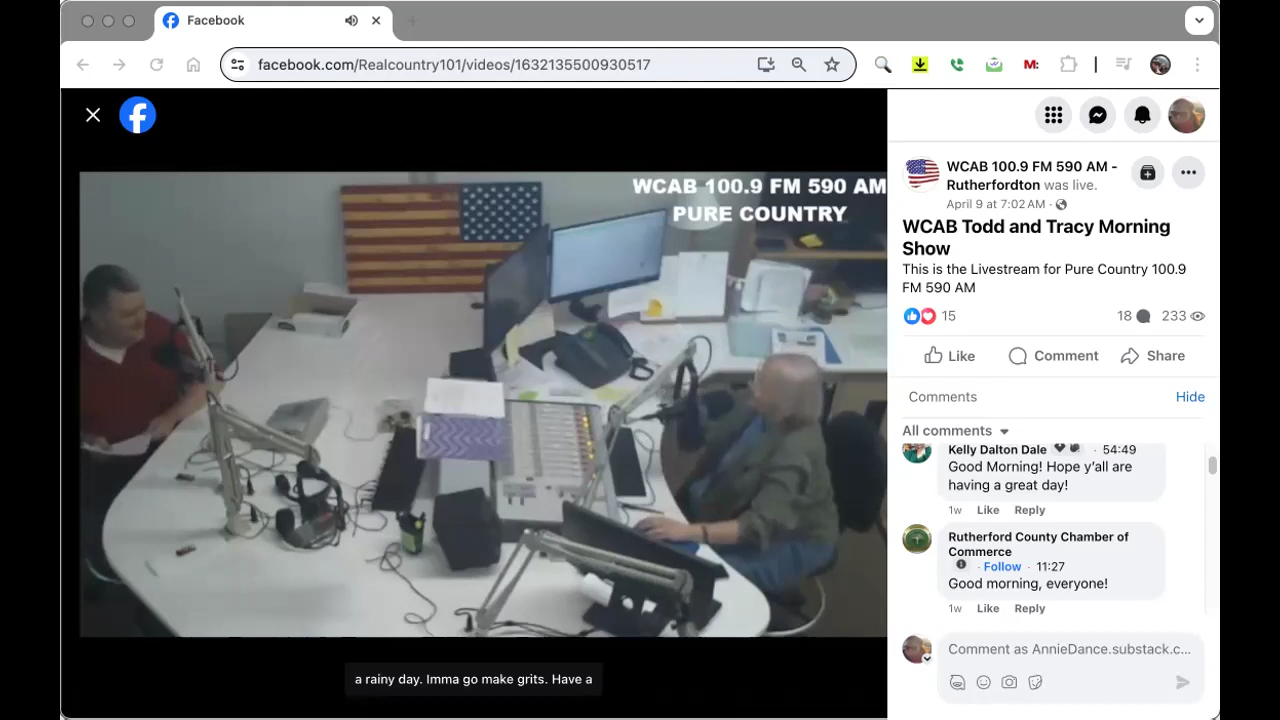 Facebook
facebook.com/Realcountry101/videos/1632135500930517
M:
WCAB 100.9 FM 590 AM
PURE COUNTRY
a rainy day. Imma go make grits. Have a
WCAB 100.9 FM 590 AM -
Rutherfordton was live.
April 9 at 7:02 AM ·
WCAB Todd and Tracy Morning
Show
This is the Livestream for Pure Country 100.9
FM 590 AM
15
18
233
Like
Comment
Share
Comments
Hide
All comments
Kelly Dalton Dale · 54:49
Good Morning! Hope y'all are
having a great day!
1w Like Reply
Rutherford County Chamber of
Commerce
· Follow · 11:27
Good morning, everyone!
1w Like Reply
Comment as AnnieDance.substack.c...